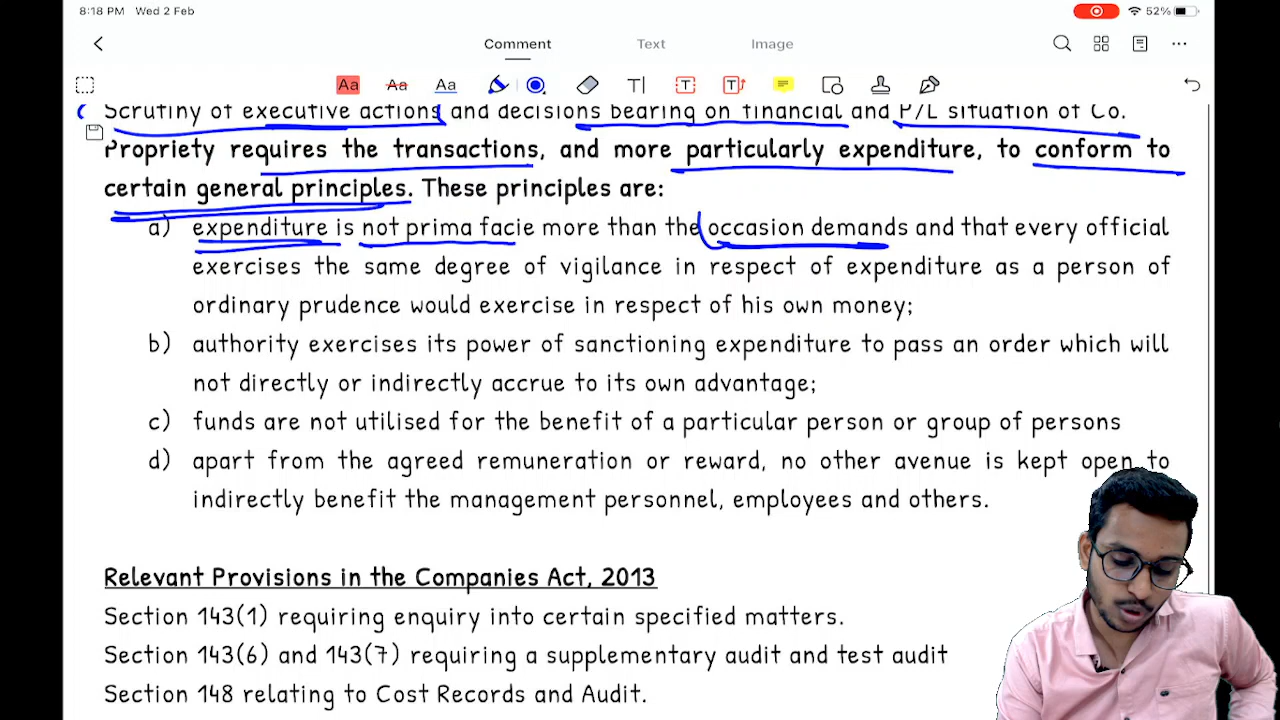 8:18 PM Wed 2 Feb
52%
Comment Text Image
Aa Aa Aa T T T
Scrutiny of executive actions and decisions bearing on financial and P/L situation of Co.
Propriety requires the transactions, and more particularly expenditure, to conform to
certain general principles. These principles are:
a) expenditure is not prima facie more than the occasion demands and that every official
exercises the same degree of vigilance in respect of expenditure as a person of
ordinary prudence would exercise in respect of his own money;
b) authority exercises its power of sanctioning expenditure to pass an order which will
not directly or indirectly accrue to its own advantage;
c) funds are not utilised for the benefit of a particular person or group of persons
d) apart from the agreed remuneration or reward, no other avenue is kept open to
indirectly benefit the management personnel, employees and others.
Relevant Provisions in the Companies Act, 2013
Section 143(1) requiring enquiry into certain specified matters.
Section 143(6) and 143(7) requiring a supplementary audit and test audit
Section 148 relating to Cost Records and Audit.